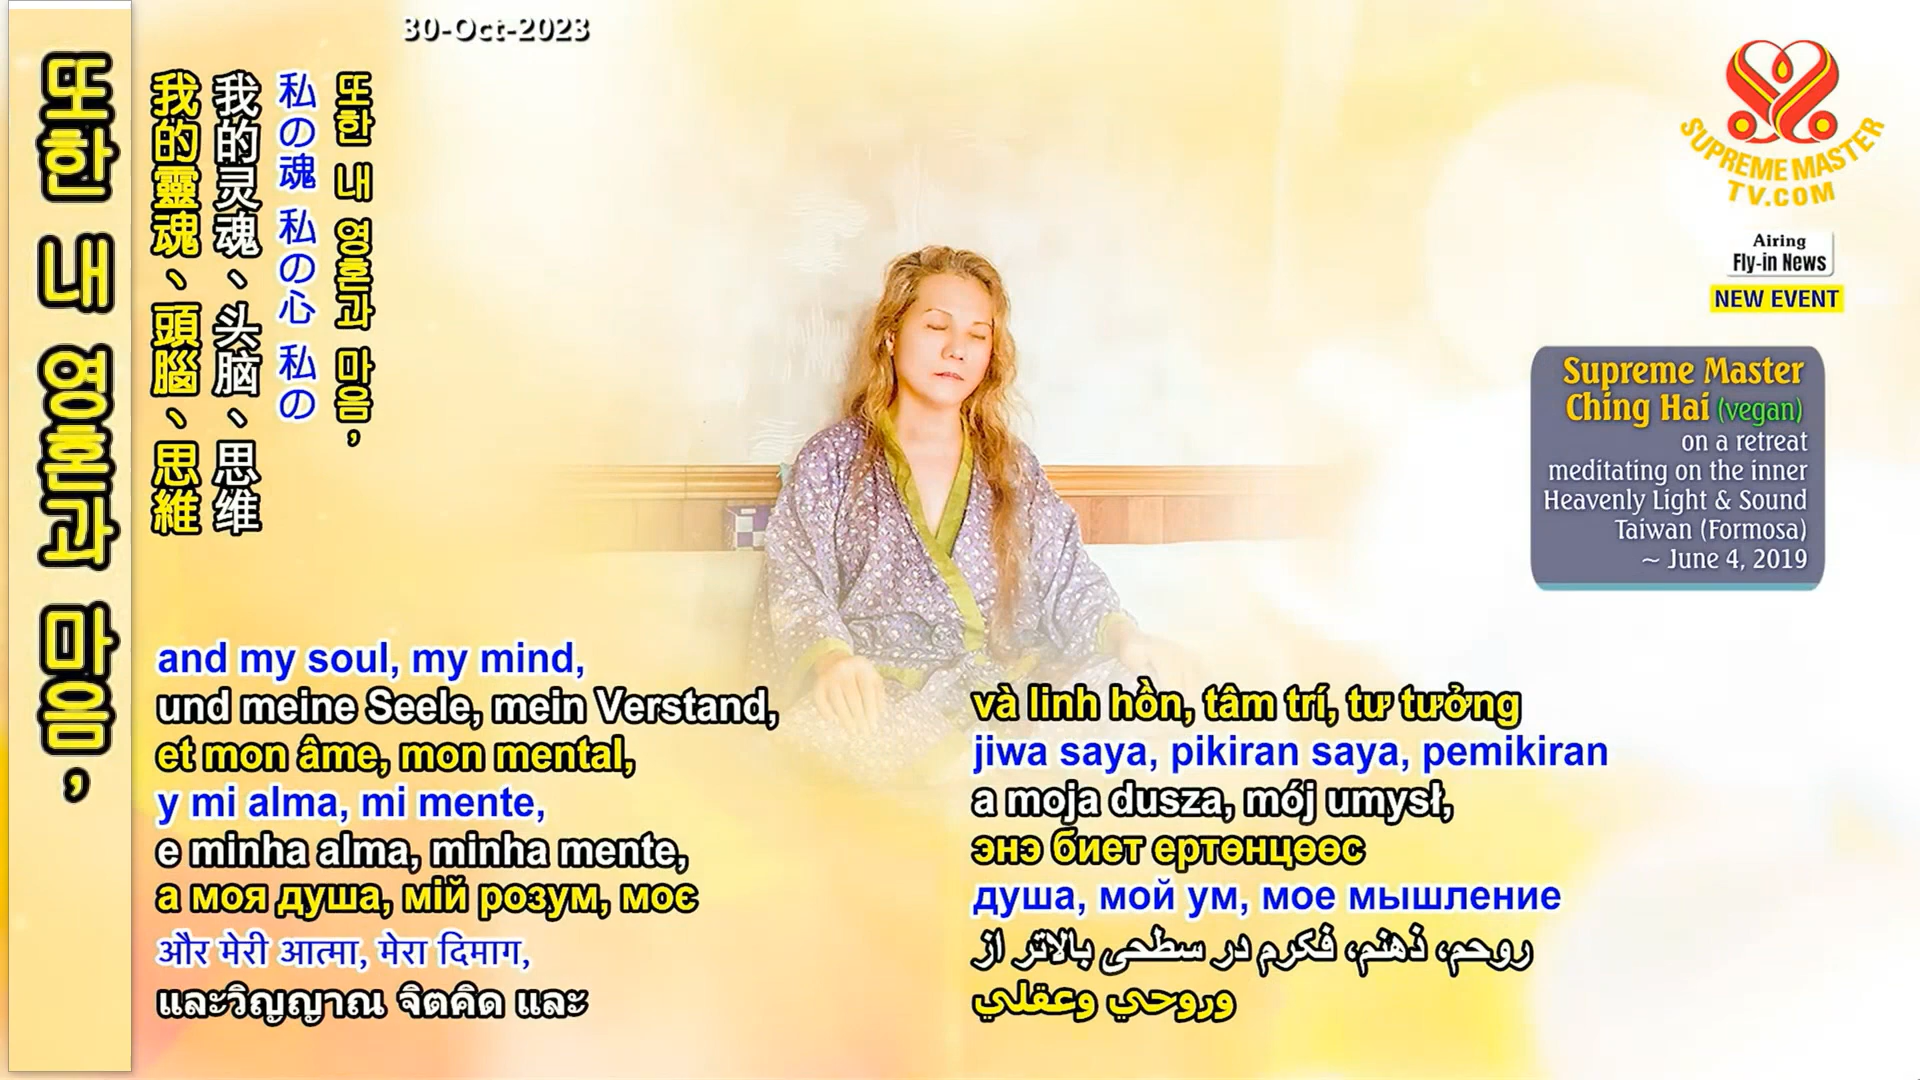 30-Oct-2023
또한 내 영혼과 마음,
我的靈魂、頭腦、思維
我的灵魂、头脑、思维
私の魂 私の心 私の
또한 내 영혼과 마음,
SUPREME MASTER
TV.COM
Airing
Fly-in News
NEW EVENT
Supreme Master
Ching Hai (vegan)
on a retreat
meditating on the inner
Heavenly Light & Sound
Taiwan (Formosa)
~ June 4, 2019
and my soul, my mind,
und meine Seele, mein Verstand,
et mon âme, mon mental,
y mi alma, mi mente,
e minha alma, minha mente,
а моя душа, мій розум, моє
और मेरी आत्मा, मेरा दिमाग,
และวิญญาณ จิตคิด และ
và linh hồn, tâm trí, tư tưởng
jiwa saya, pikiran saya, pemikiran
a moja dusza, mój umysł,
энэ биет ертөнцөөс
душа, мой ум, мое мышление
روحم، ذهنم، فکرم در سطحی بالاتر از
وروحي وعقلي